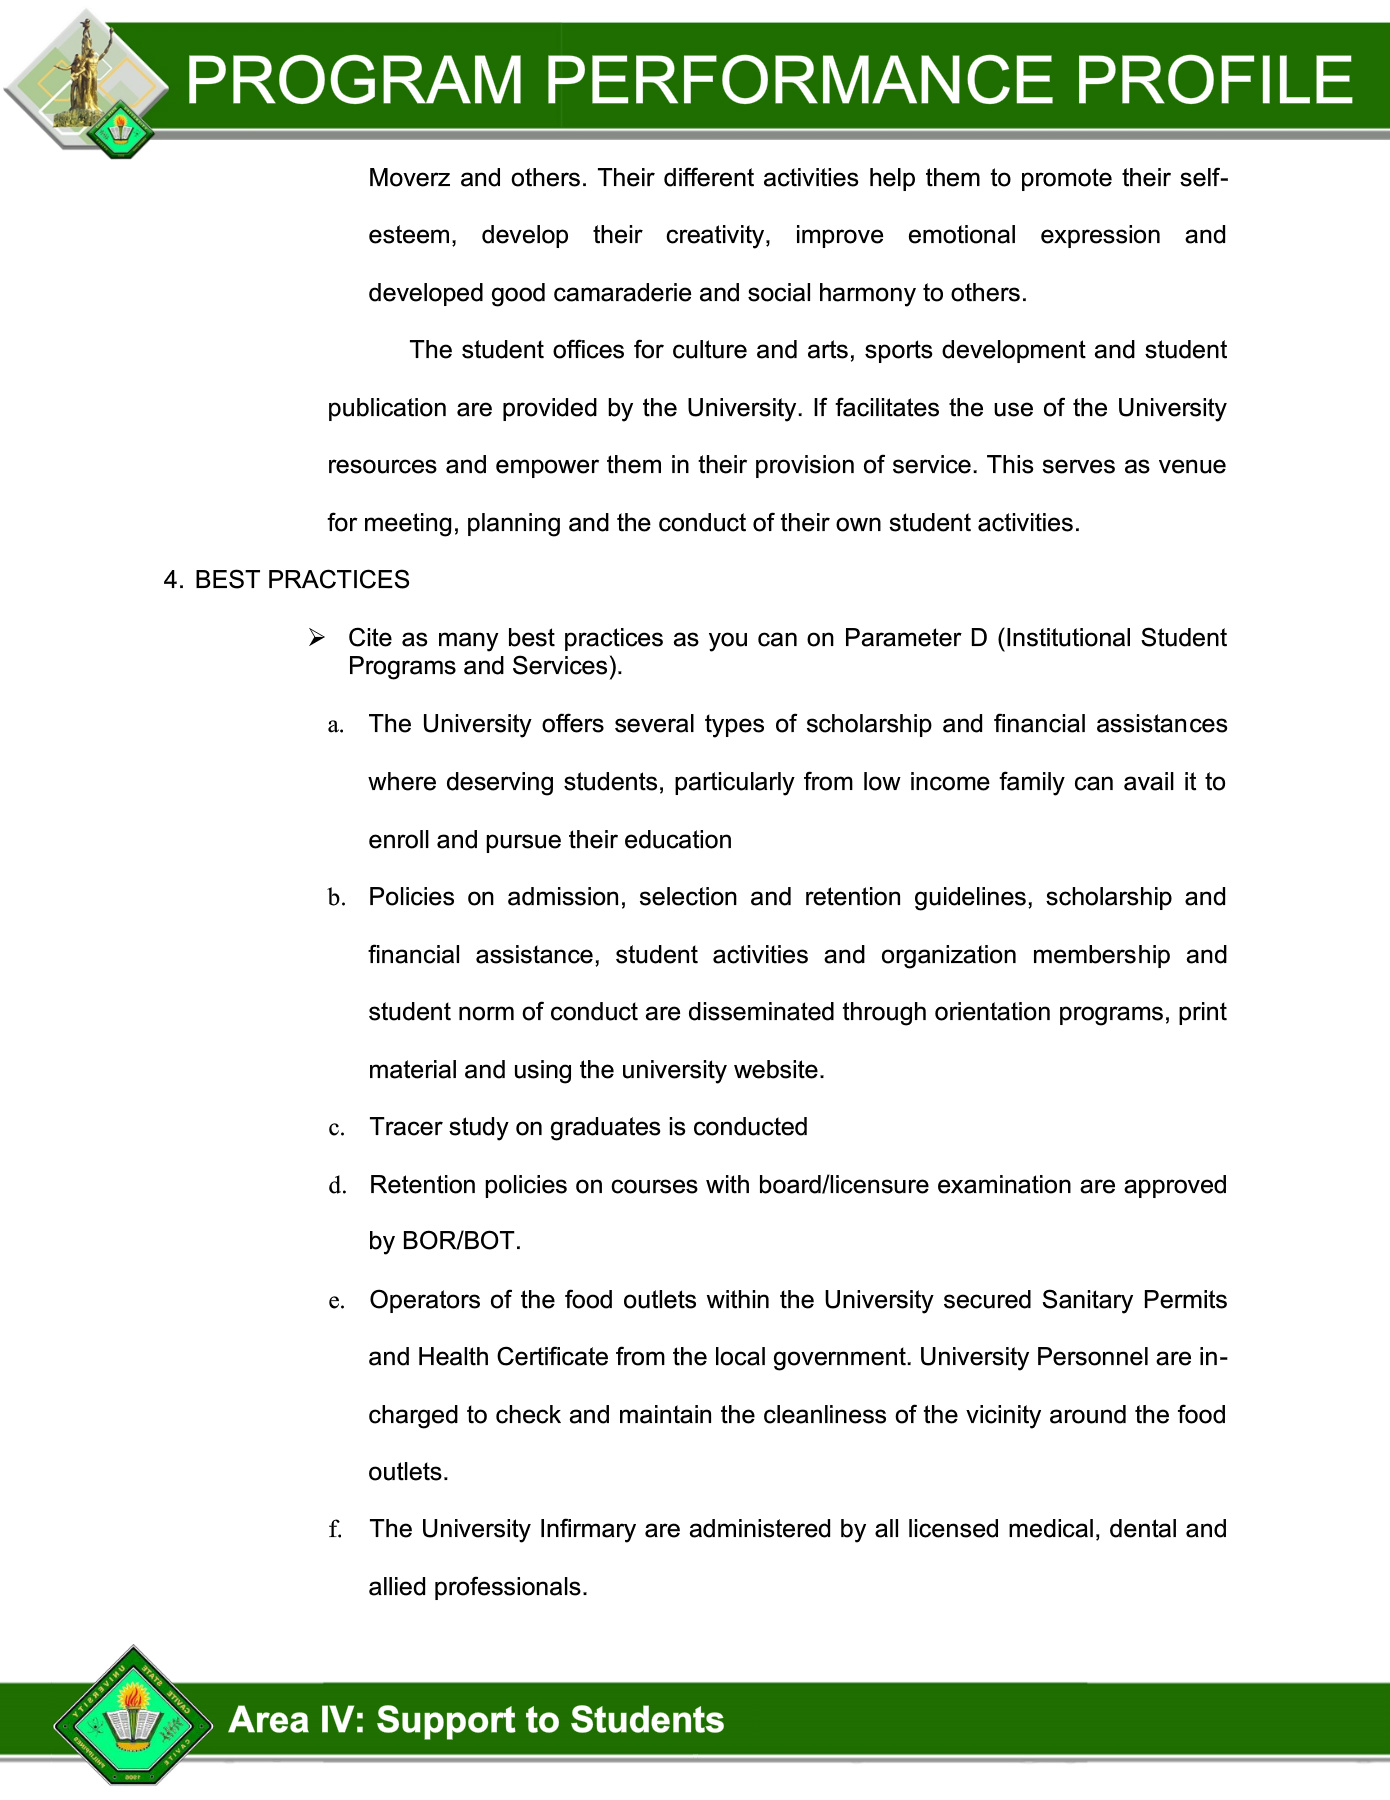 PROGRAM PERFORMANCE PROFILE
Moverz and others. Their different activities help them to promote their self-
esteem, develop their creativity, improve emotional expression and
developed good camaraderie and social harmony to others.
The student offices for culture and arts, sports development and student
publication are provided by the University. If facilitates the use of the University
resources and empower them in their provision of service. This serves as venue
for meeting, planning and the conduct of their own student activities.
4. BEST PRACTICES
➢ Cite as many best practices as you can on Parameter D (Institutional Student
Programs and Services).
a. The University offers several types of scholarship and financial assistances
where deserving students, particularly from low income family can avail it to
enroll and pursue their education
b. Policies on admission, selection and retention guidelines, scholarship and
financial assistance, student activities and organization membership and
student norm of conduct are disseminated through orientation programs, print
material and using the university website.
c. Tracer study on graduates is conducted
d. Retention policies on courses with board/licensure examination are approved
by BOR/BOT.
e. Operators of the food outlets within the University secured Sanitary Permits
and Health Certificate from the local government. University Personnel are in-
charged to check and maintain the cleanliness of the vicinity around the food
outlets.
f. The University Infirmary are administered by all licensed medical, dental and
allied professionals.
CAVITE STATE UNIVERSITY
CAVITE
PHILIPPINES
Area IV: Support to Students